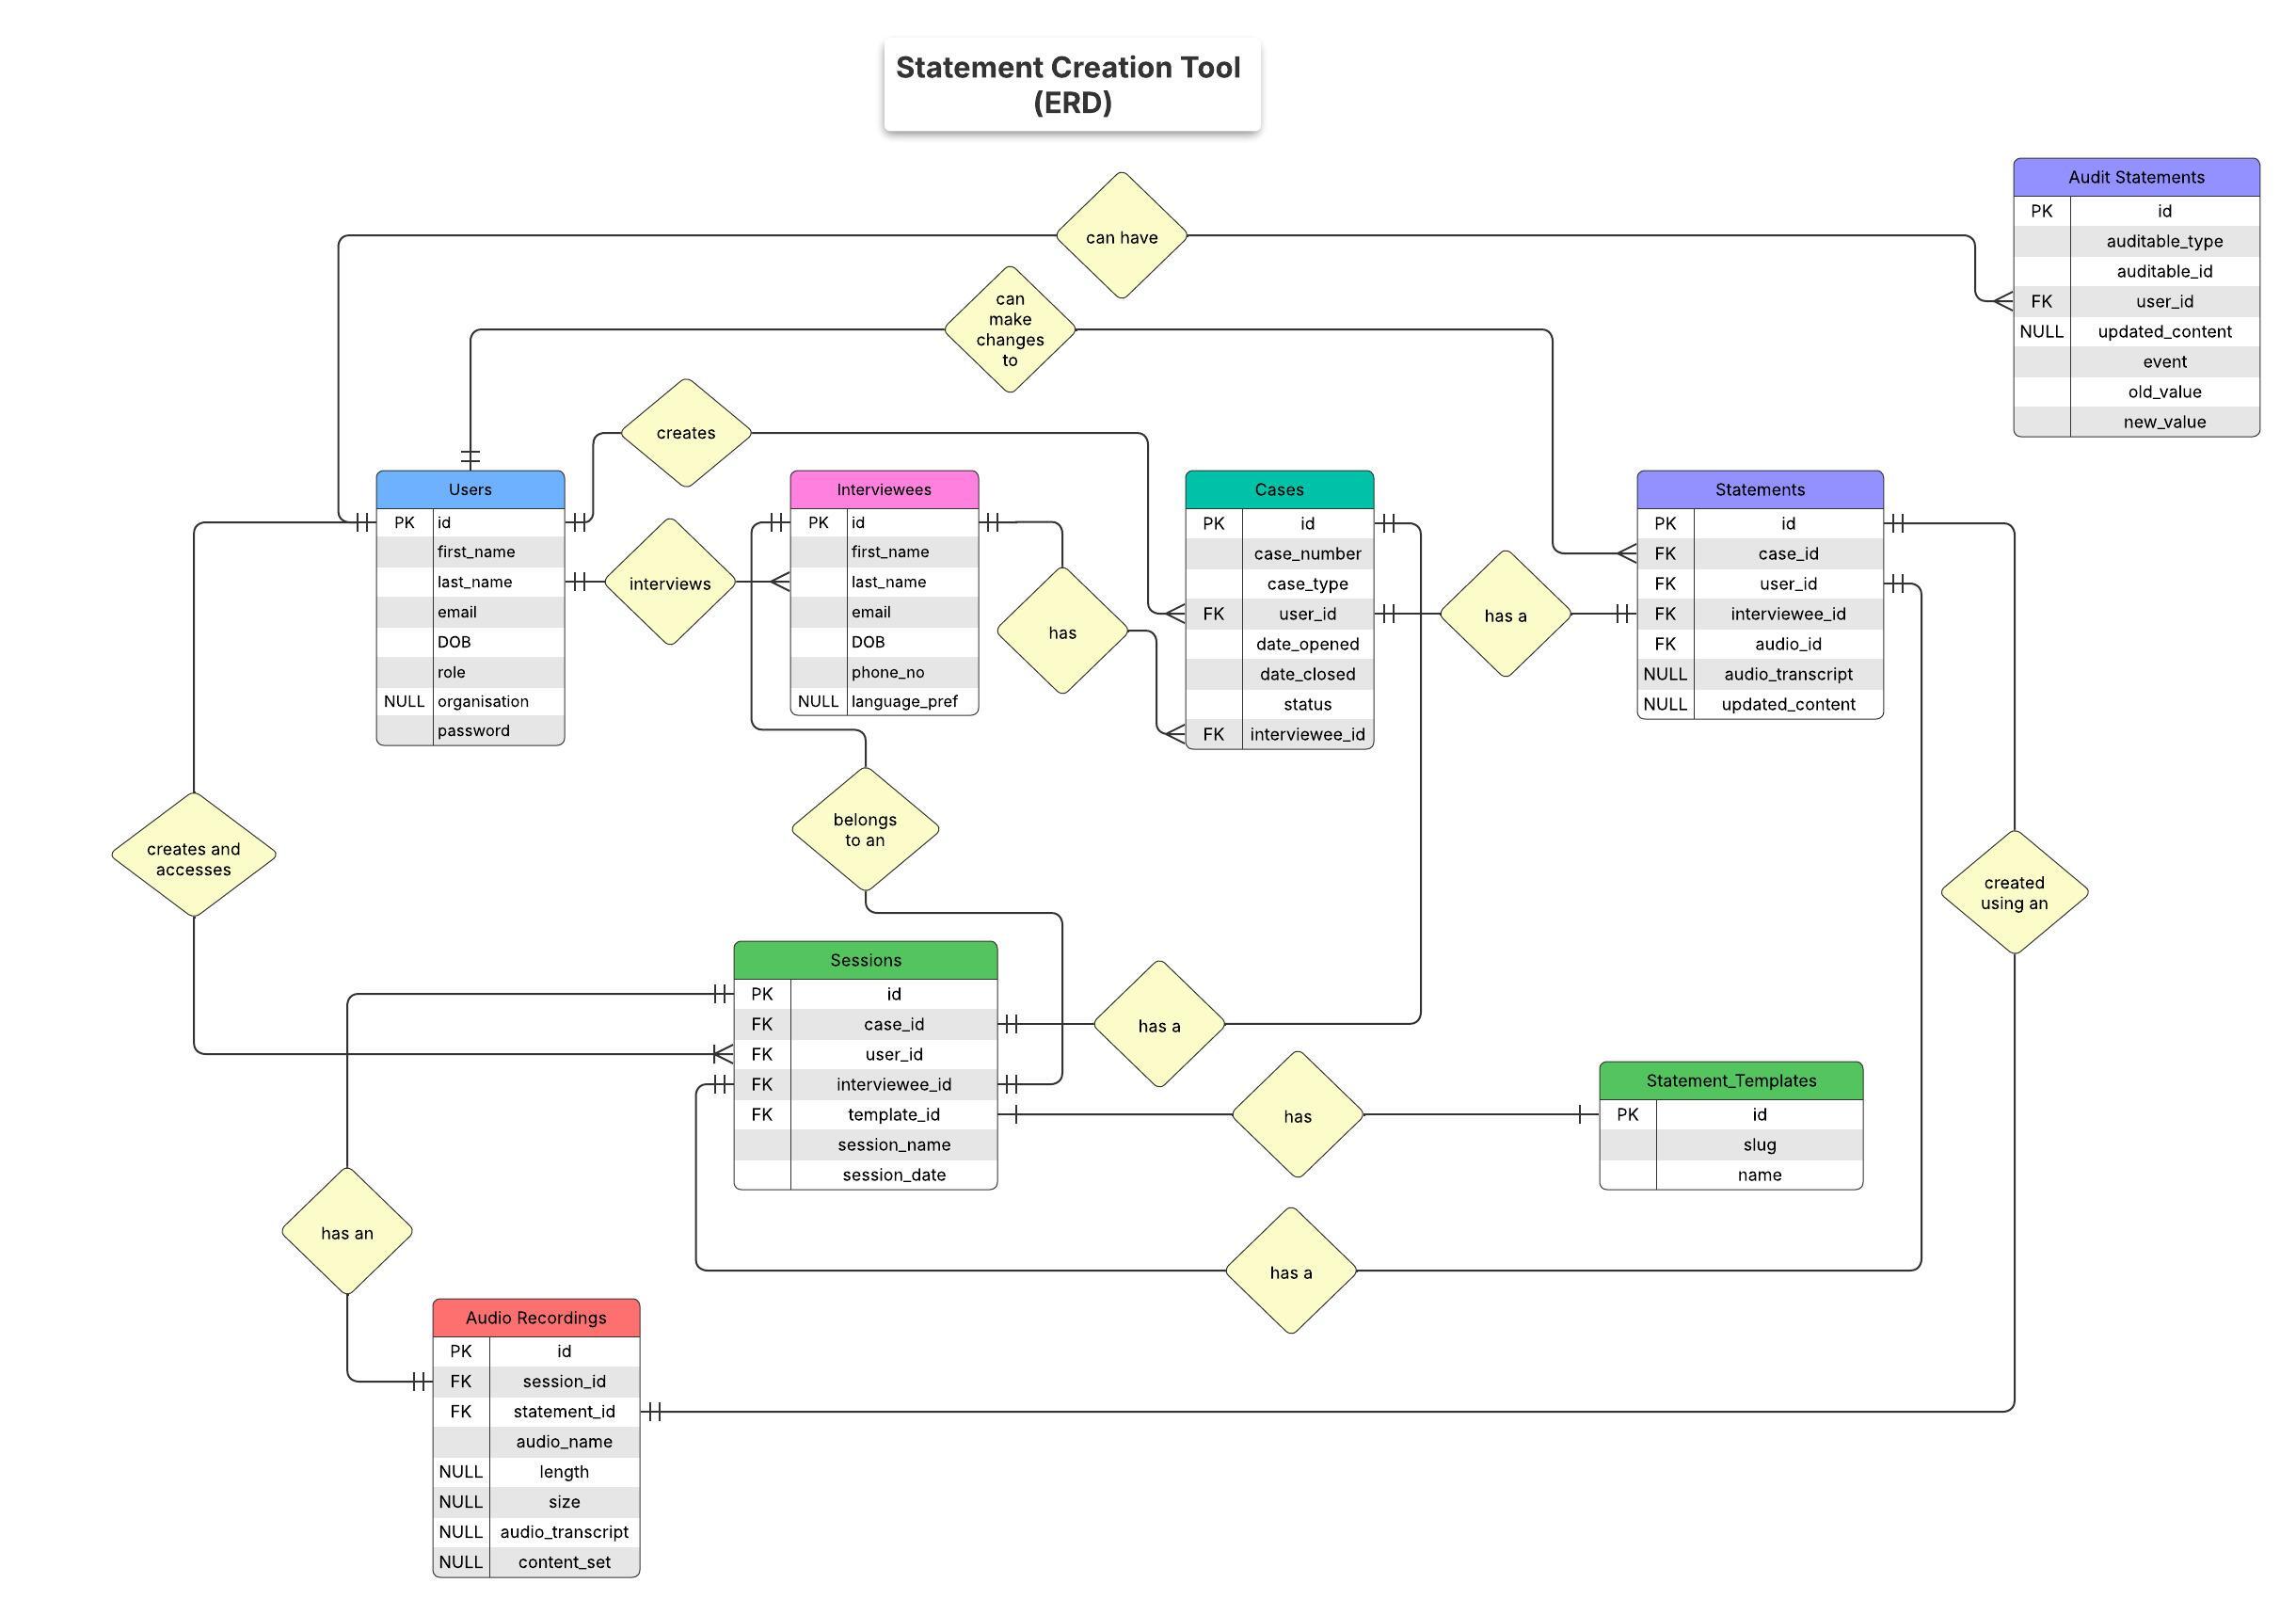 Statement Creation Tool
(ERD)
can have
can
make
changes
to
creates
interviews
has
has a
belongs
to an
creates and
accesses
created
using an
has a
has
has an
has a
Audit Statements
PK id
auditable_type
auditable_id
FK user_id
NULL updated_content
event
old_value
new_value
Users
PK id
first_name
last_name
email
DOB
role
NULL organisation
password
Interviewees
PK id
first_name
last_name
email
DOB
phone_no
NULL language_pref
Cases
PK id
case_number
case_type
FK user_id
date_opened
date_closed
status
FK interviewee_id
Statements
PK id
FK case_id
FK user_id
FK interviewee_id
FK audio_id
NULL audio_transcript
NULL updated_content
Sessions
PK id
FK case_id
FK user_id
FK interviewee_id
FK template_id
session_name
session_date
Statement_Templates
PK id
slug
name
Audio Recordings
PK id
FK session_id
FK statement_id
audio_name
NULL length
NULL size
NULL audio_transcript
NULL content_set